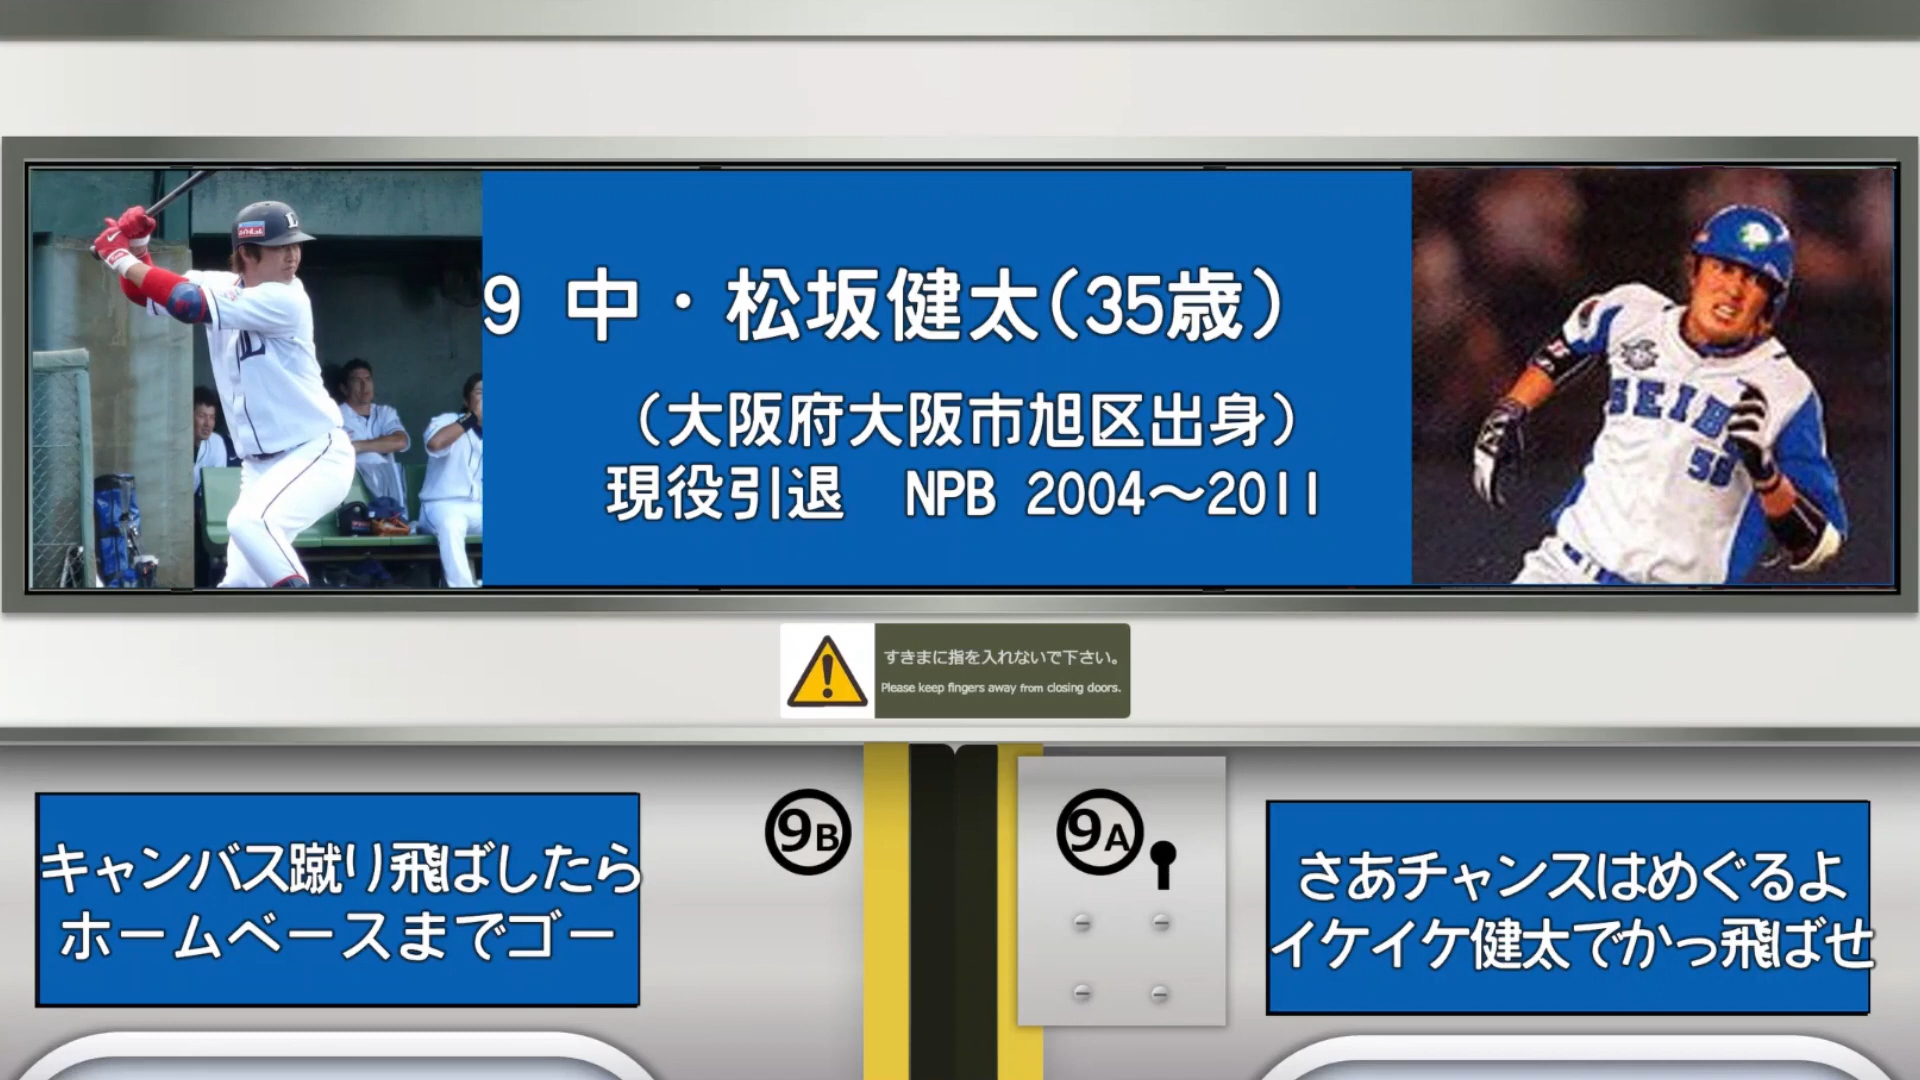 9 中・松坂健太(35歳)
(大阪府大阪市旭区出身)
現役引退 NPB 2004〜2011
SEIB
すきまに指を入れないで下さい。
Please keep fingers away from closing doors.
9B
9A
キャンバス蹴り飛ばしたら
ホームベースまでゴー
さあチャンスはめぐるよ
イケイケ健太でかっ飛ばせ